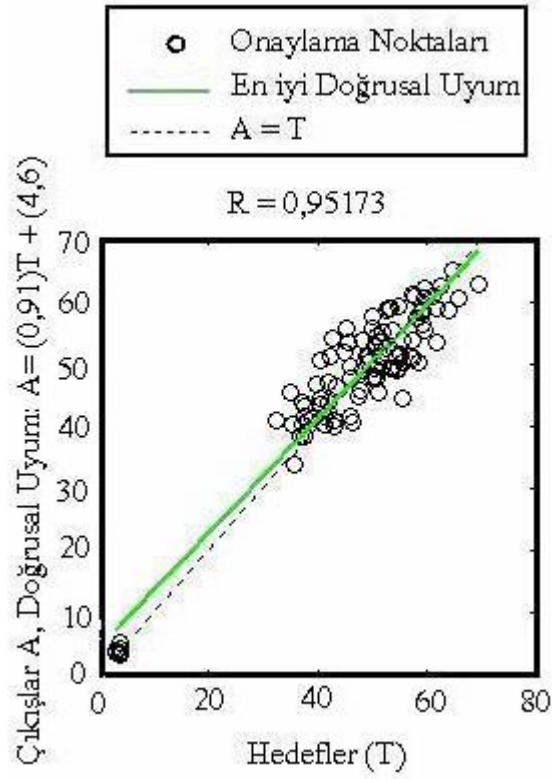 Onaylama Noktaları
En iyi Doğrusal Uyum
A = T
R = 0,95173
Çıkışlar A, Doğrusal Uyum: A=(0,91)T + (4,6)
70
60
50
40
30
20
10
0
0 20 40 60 80
Hedefler (T)